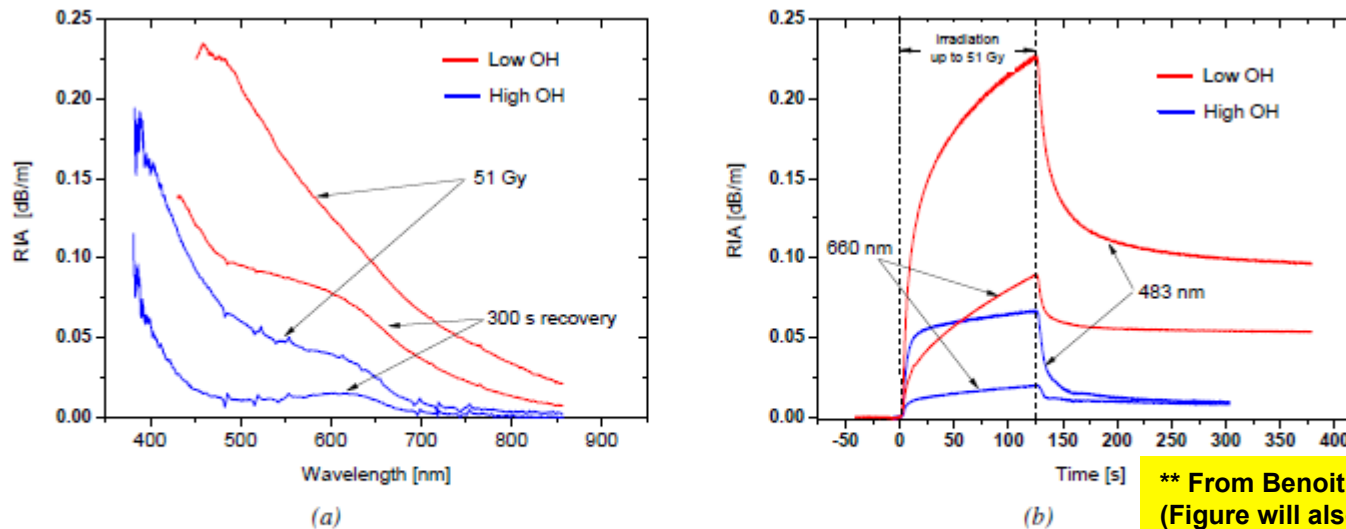 0.25
0.20
0.15
0.10
0.05
0.00
RIA [dB/m]
Low OH
High OH
51 Gy
300 s recovery
400 500 600 700 800 900
Wavelength [nm]
(a)
0.25
0.20
0.15
0.10
0.05
0.00
RIA [dB/m]
Irradiation
up to 51 Gy
Low OH
High OH
660 nm
483 nm
-50 0 50 100 150 200 250 300 350 400
Time [s]
(b)
** From Benoit
(Figure will als